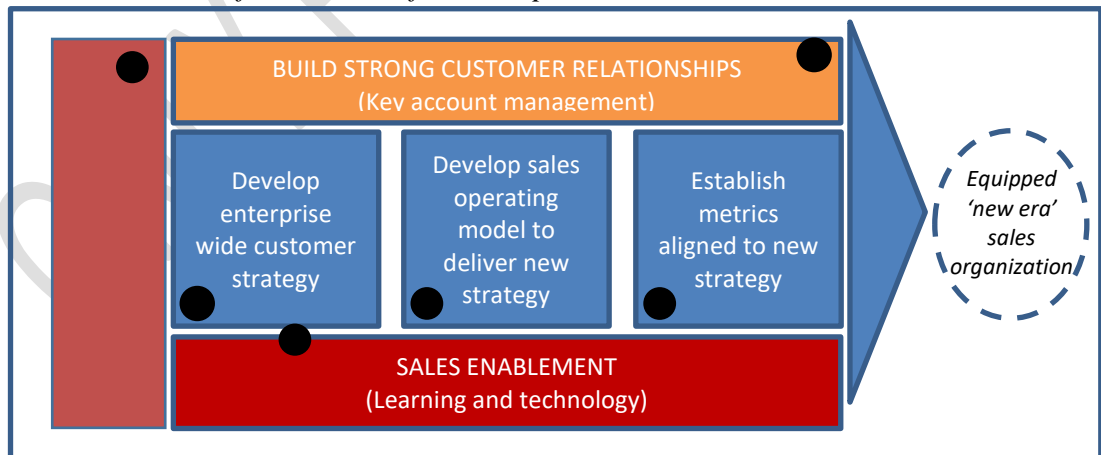 BUILD STRONG CUSTOMER RELATIONSHIPS
(Key account management)
Develop
enterprise
wide customer
strategy
Develop sales
operating
model to
deliver new
strategy
Establish
metrics
aligned to new
strategy
Equipped
‘new era’
sales
organization
SALES ENABLEMENT
(Learning and technology)